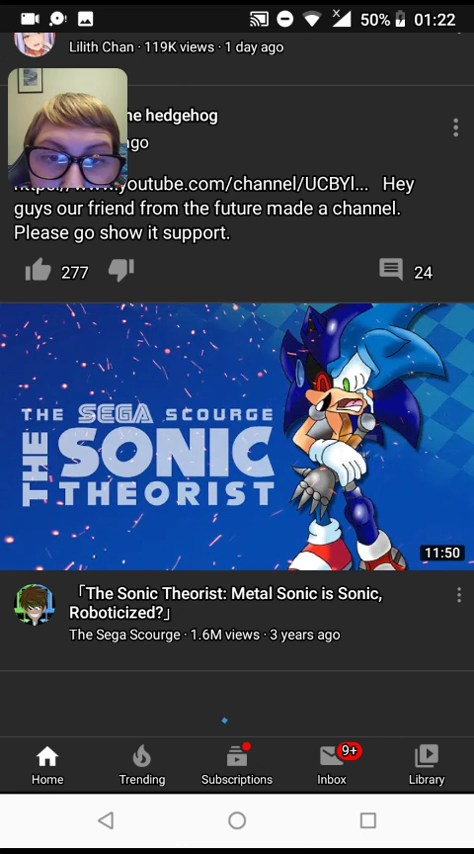 50% 01:22
Lilith Chan · 119K views · 1 day ago
he hedgehog
ago
youtube.com/channel/UCBYl... Hey
guys our friend from the future made a channel.
Please go show it support.
277 24
THE SEGA SCOURGE
THE SONIC
THEORIST
11:50
「The Sonic Theorist: Metal Sonic is Sonic,
Roboticized?」
The Sega Scourge · 1.6M views · 3 years ago
9+
Home Trending Subscriptions Inbox Library